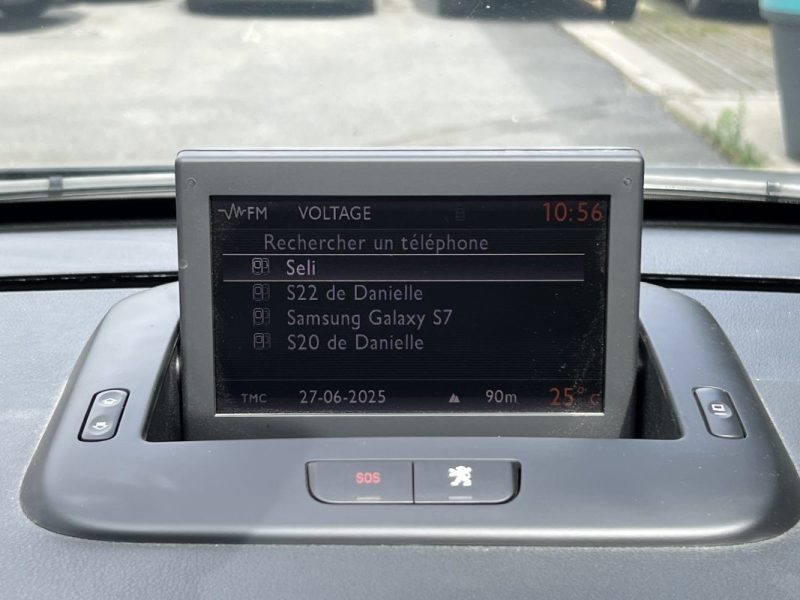 FM VOLTAGE 10:56
Rechercher un téléphone
Seli
S22 de Danielle
Samsung Galaxy S7
S20 de Danielle
TMC 27-06-2025 90m 25° C
SOS